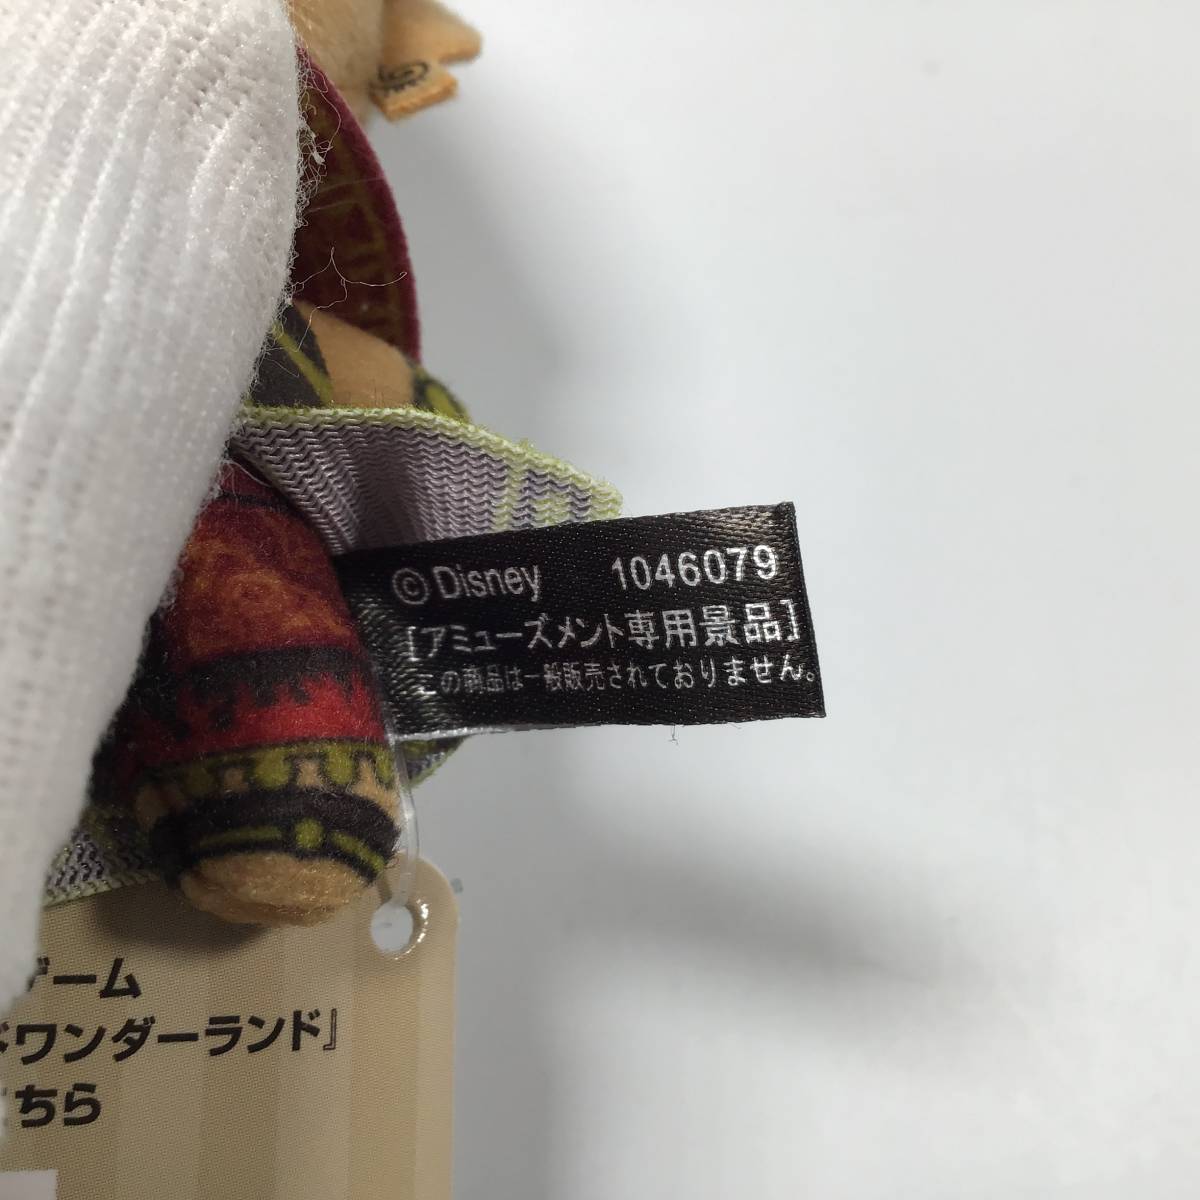 ©Disney 1046079
[アミューズメント専用景品]
この商品は一般販売されておりません。
ゲーム
ドワンダーランド』
こちら